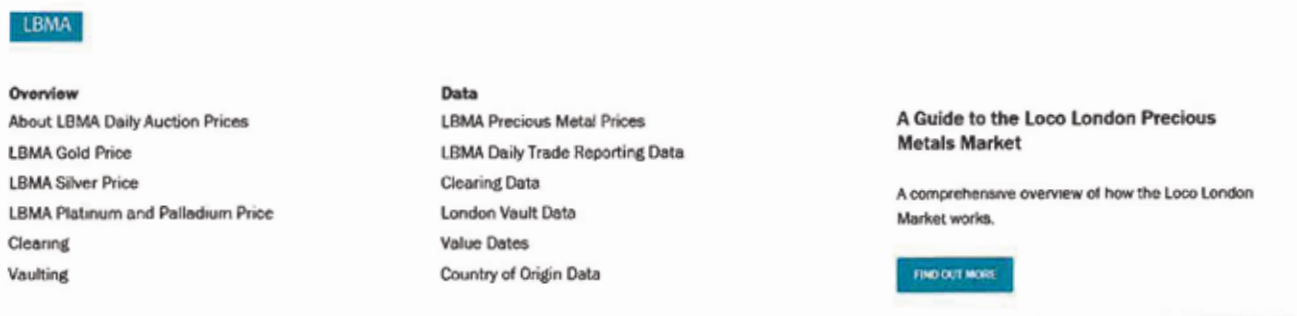 LBMA
Overview
About LBMA Daily Auction Prices
LBMA Gold Price
LBMA Silver Price
LBMA Platinum and Palladium Price
Clearing
Vaulting
Data
LBMA Precious Metal Prices
LBMA Daily Trade Reporting Data
Clearing Data
London Vault Data
Value Dates
Country of Origin Data
A Guide to the Loco London Precious
Metals Market
A comprehensive overview of how the Loco London
Market works.
FIND OUT MORE